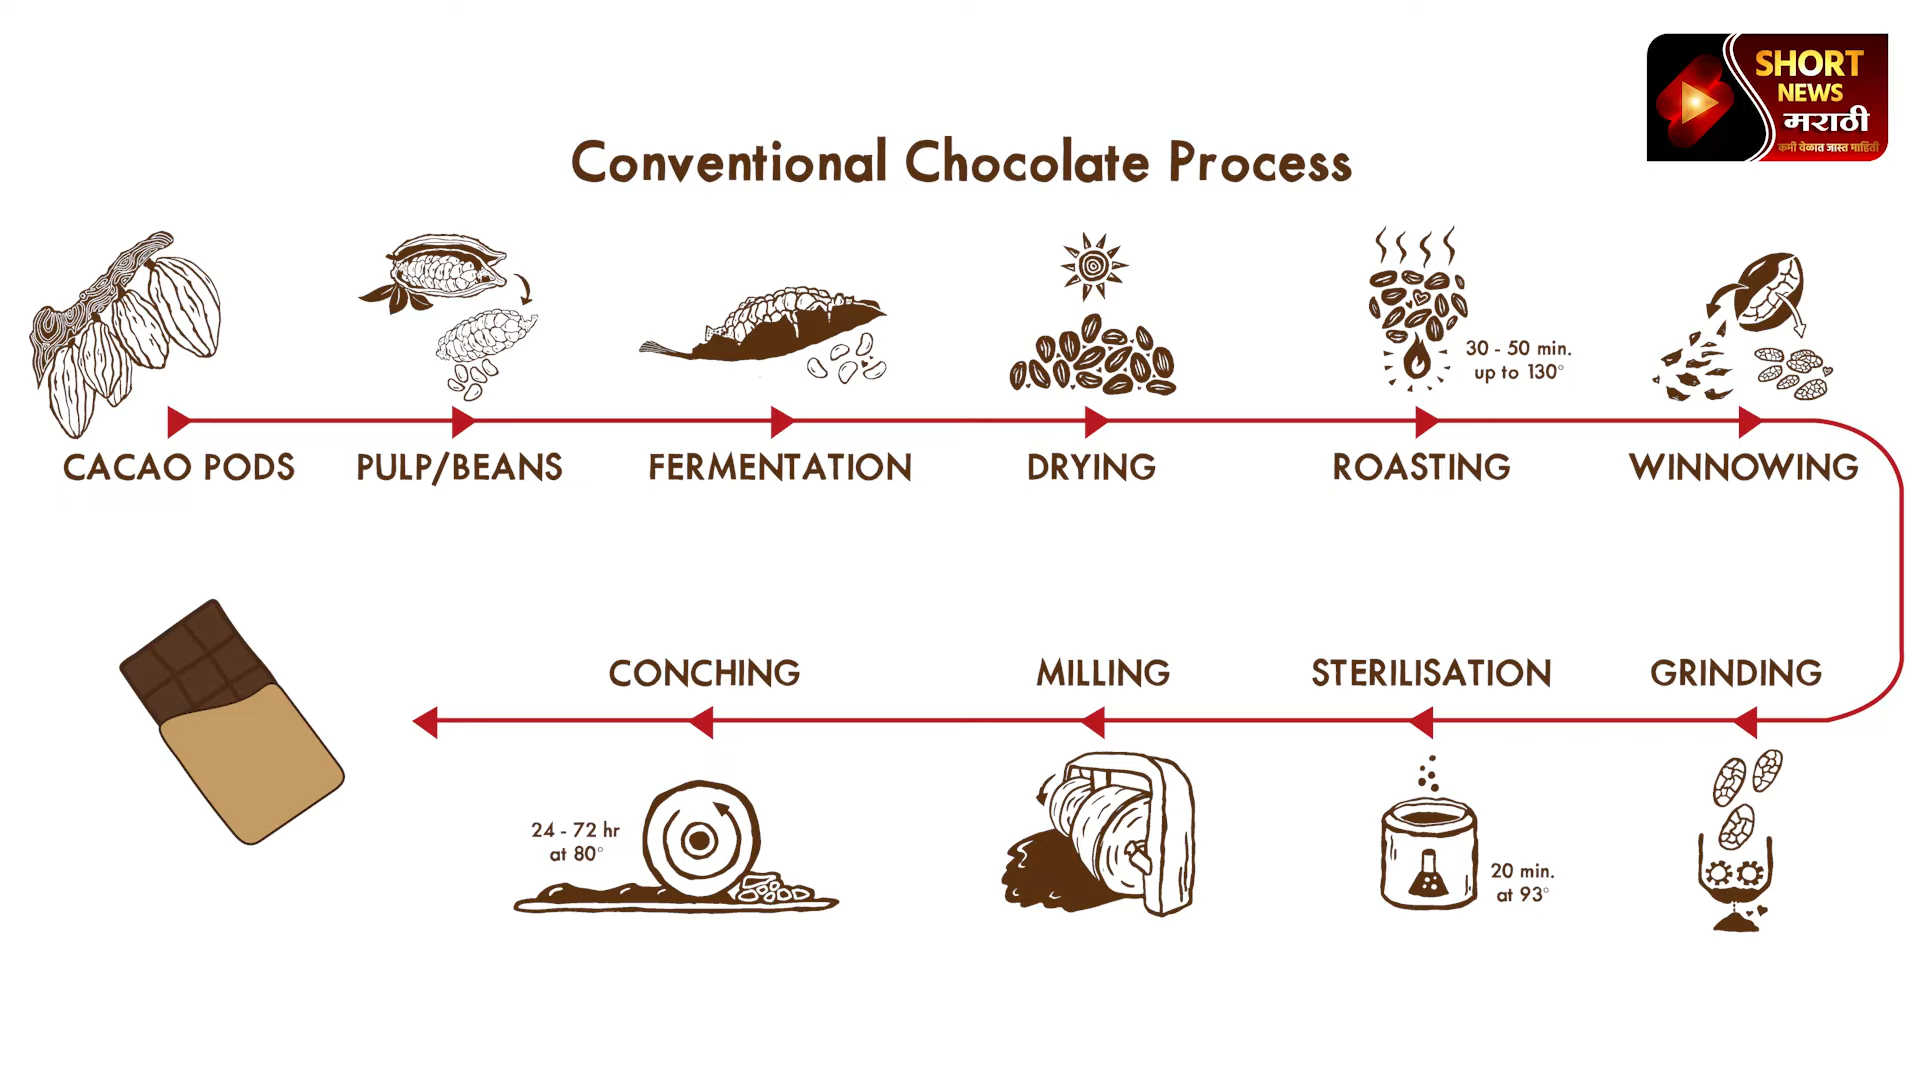 SHORT
NEWS
मराठी
कमी वेळात जास्त माहिती
Conventional Chocolate Process
30 - 50 min.
up to 130°
CACAO PODS
PULP/BEANS
FERMENTATION
DRYING
ROASTING
WINNOWING
CONCHING
MILLING
STERILISATION
GRINDING
24 - 72 hr
at 80°
20 min.
at 93°